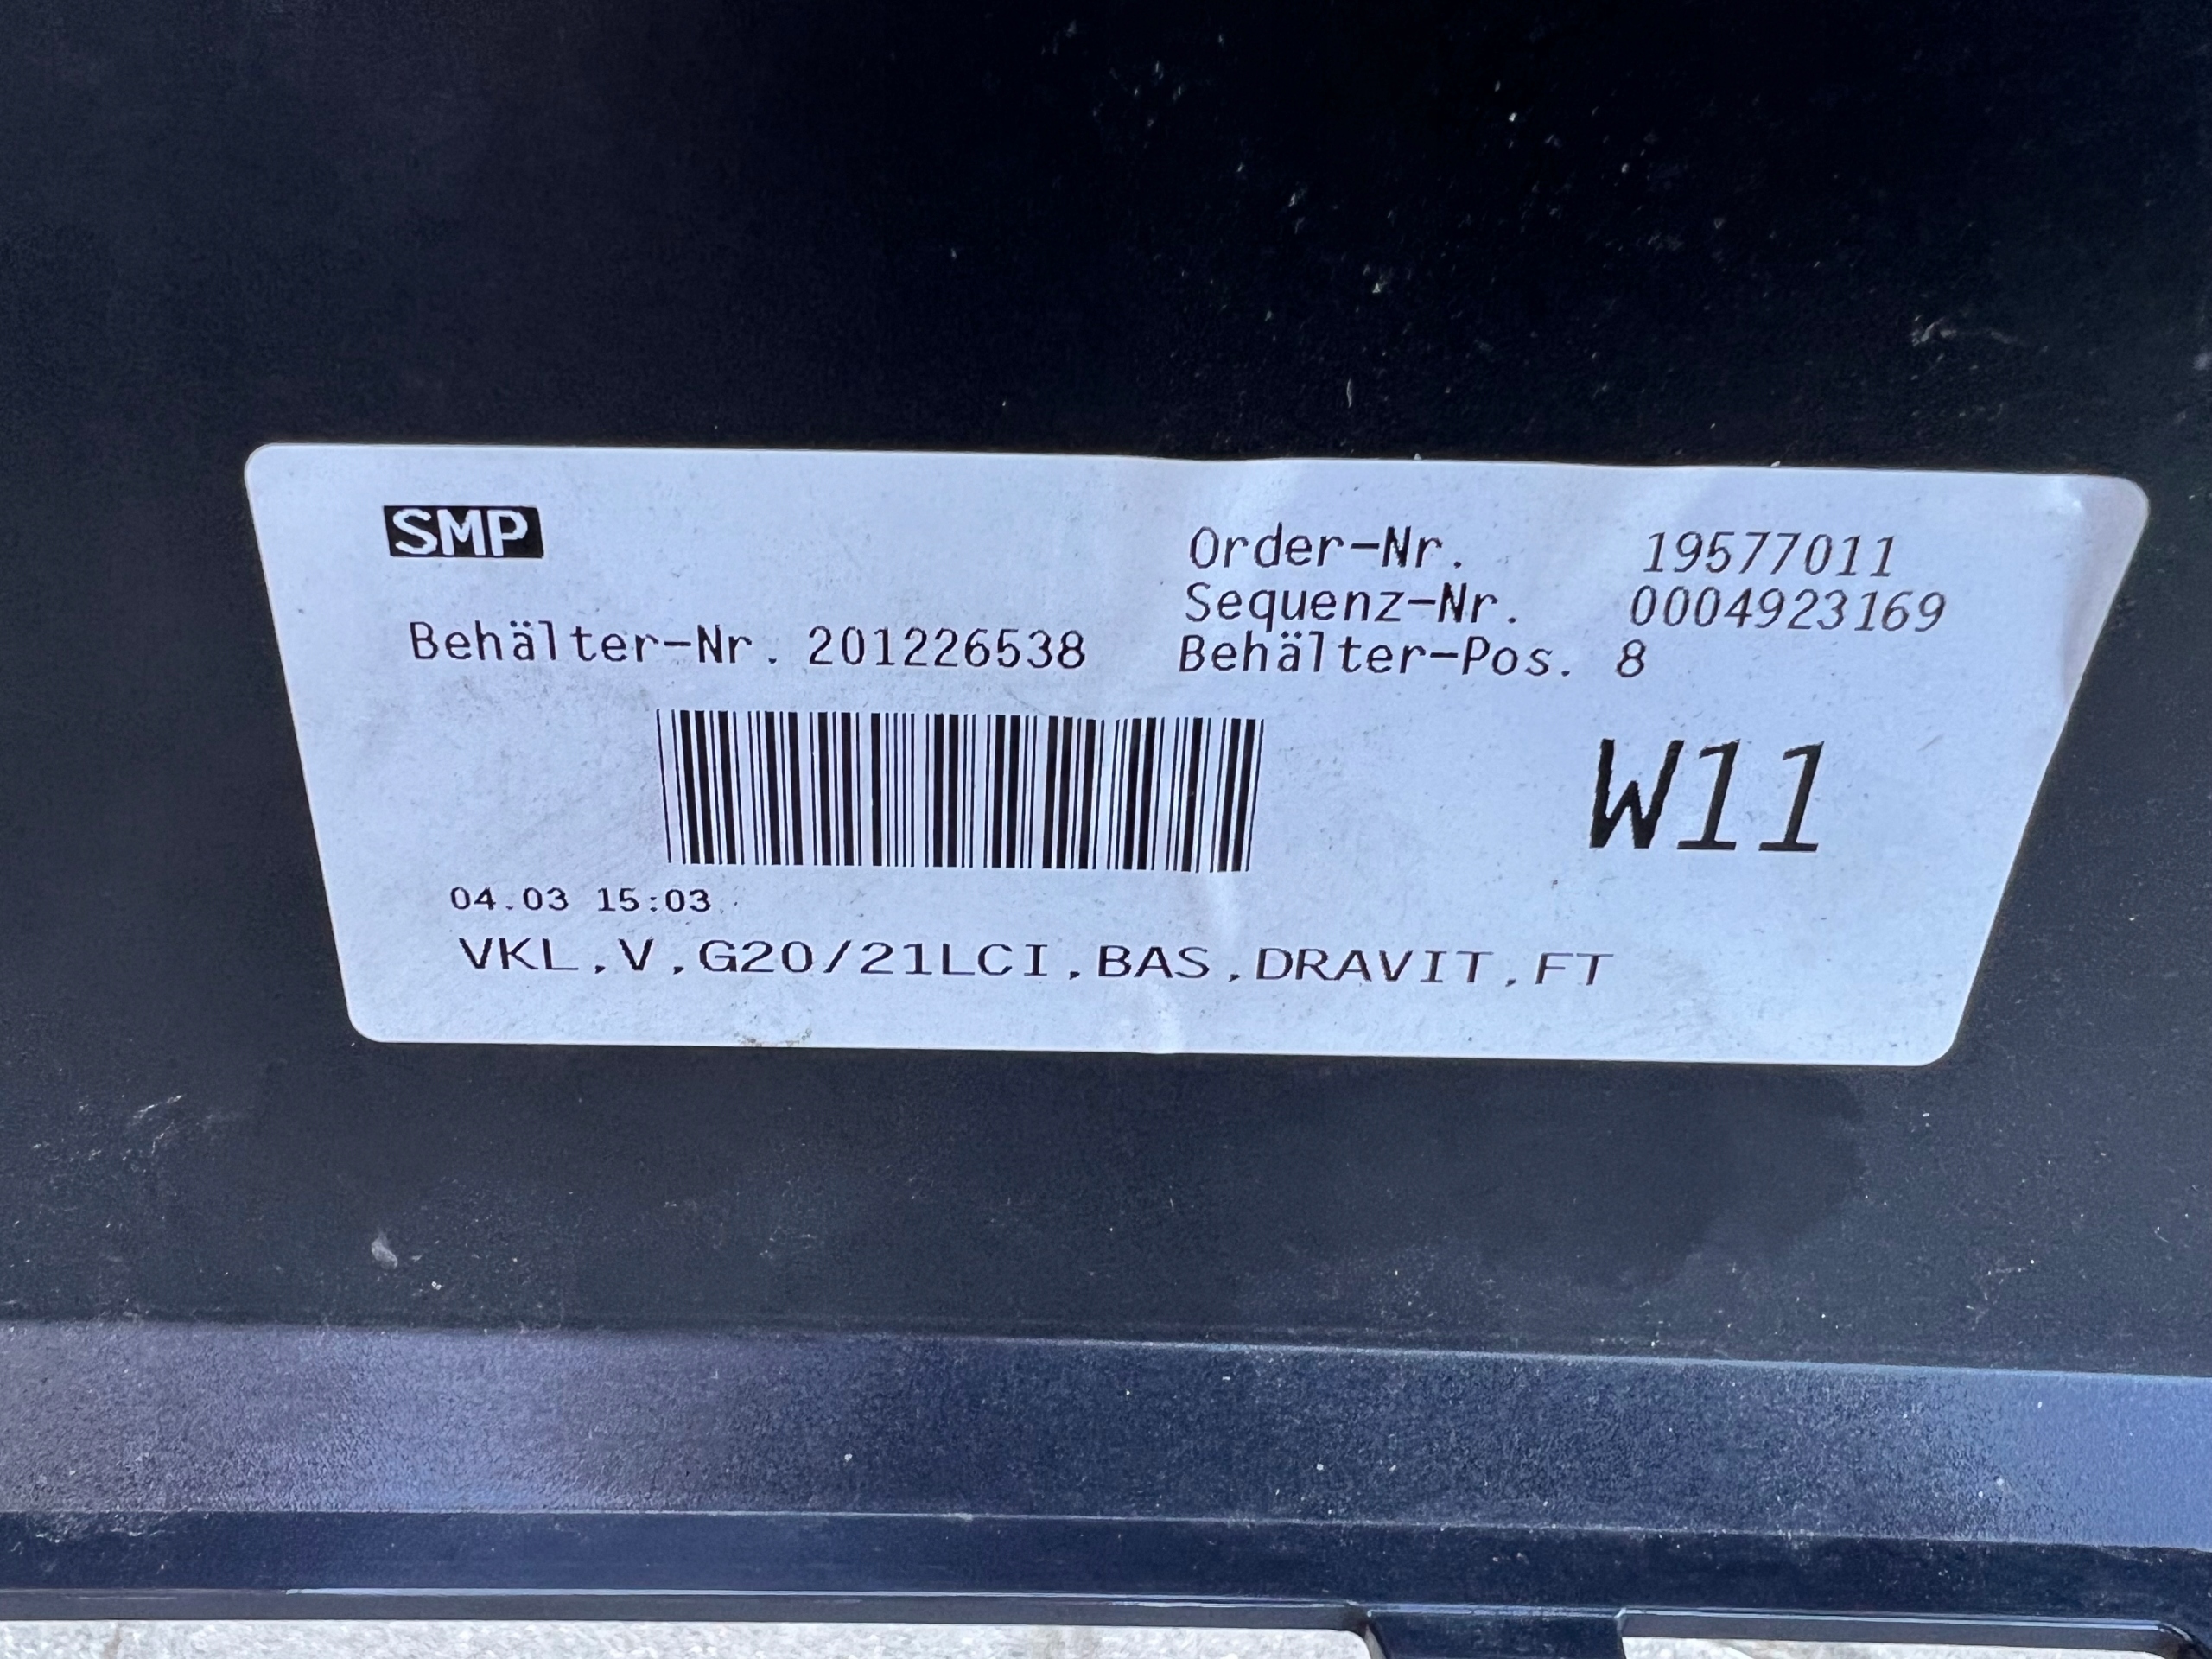 SMP
Order-Nr. 19577011
Sequenz-Nr. 0004923169
Behälter-Nr. 201226538 Behälter-Pos. 8
W11
04.03 15:03
VKL,V,G20/21LCI,BAS,DRAVIT,FT